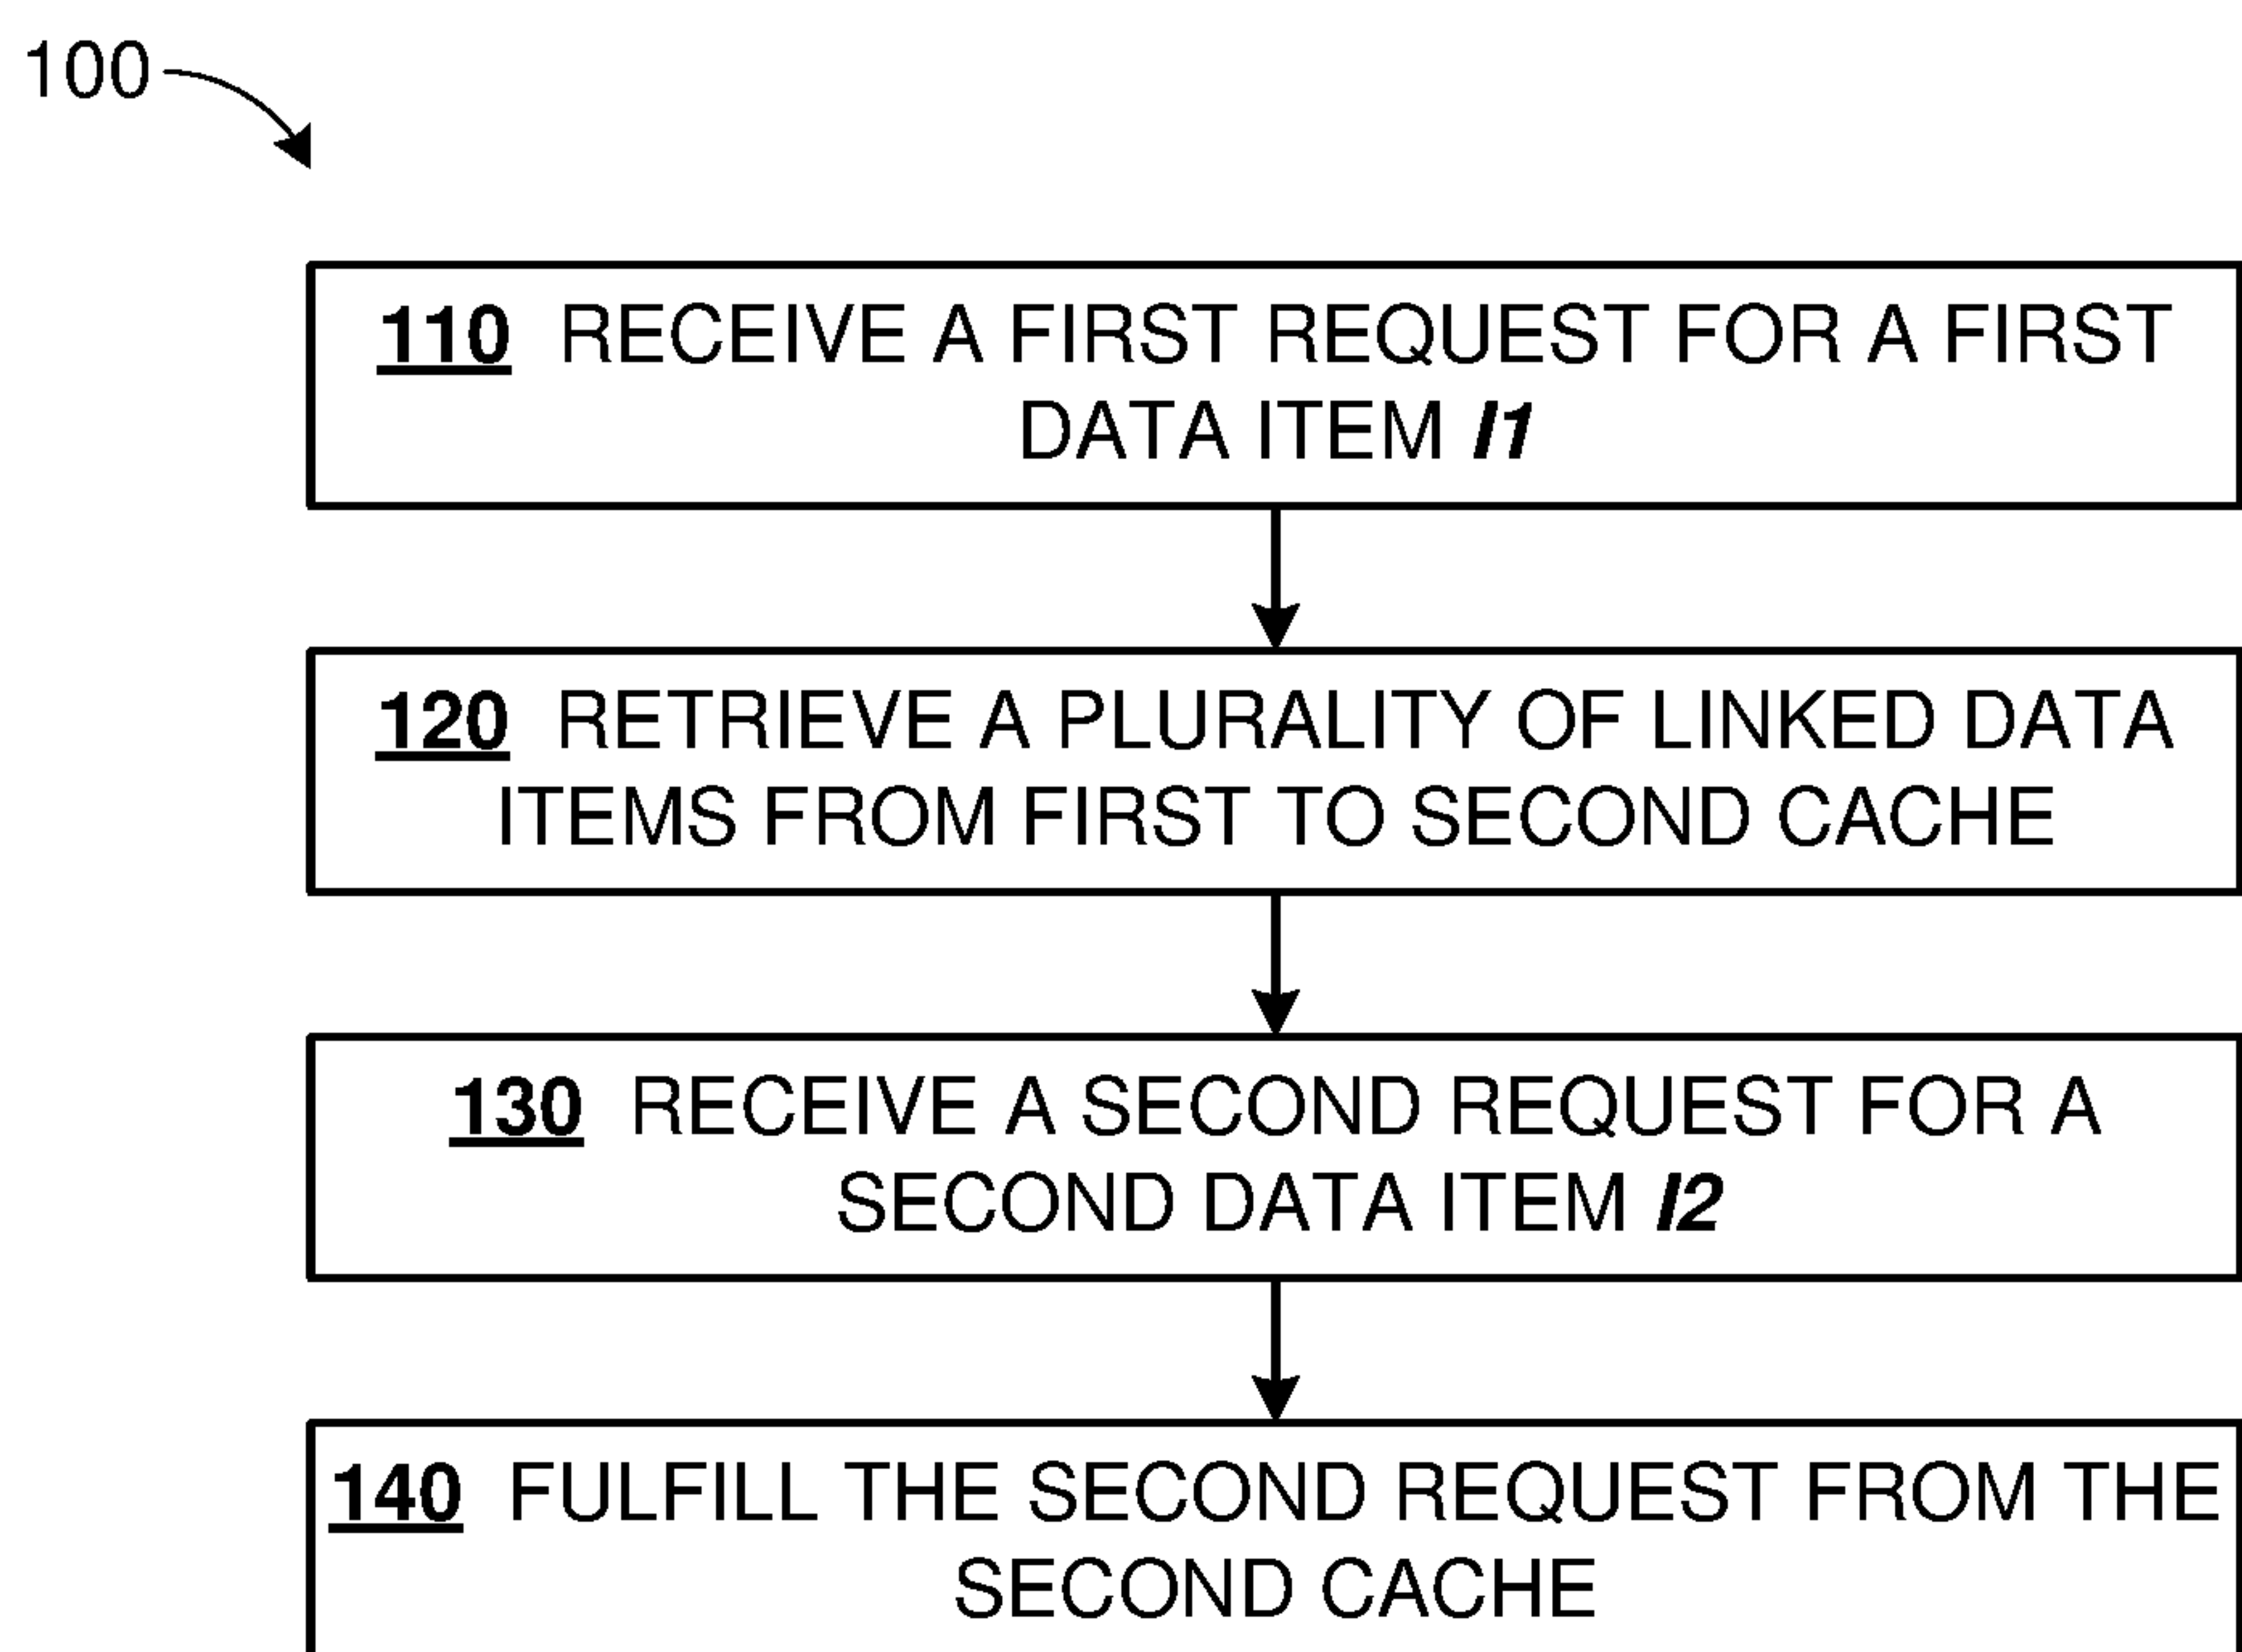 100
110 RECEIVE A FIRST REQUEST FOR A FIRST
DATA ITEM I1
120 RETRIEVE A PLURALITY OF LINKED DATA
ITEMS FROM FIRST TO SECOND CACHE
130 RECEIVE A SECOND REQUEST FOR A
SECOND DATA ITEM I2
140 FULFILL THE SECOND REQUEST FROM THE
SECOND CACHE